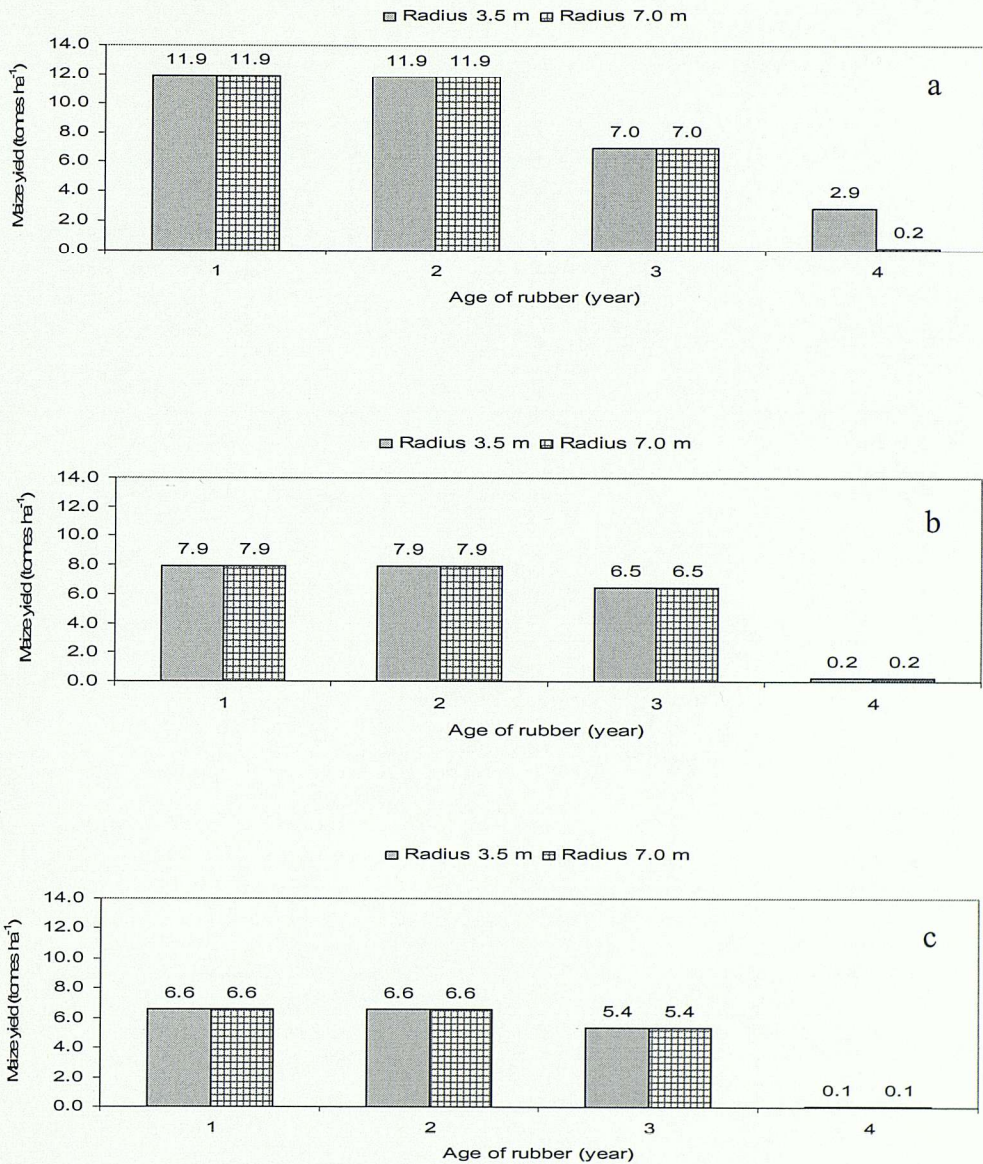 Radius 3.5 m Radius 7.0 m
a
14.0
12.0
10.0
8.0
6.0
4.0
2.0
0.0
Maize yield (tonnes ha⁻¹)
11.9 11.9
11.9 11.9
7.0 7.0
2.9
0.2
1 2 3 4
Age of rubber (year)
Radius 3.5 m Radius 7.0 m
b
14.0
12.0
10.0
8.0
6.0
4.0
2.0
0.0
Maize yield (tonnes ha⁻¹)
7.9 7.9
7.9 7.9
6.5 6.5
0.2 0.2
1 2 3 4
Age of rubber (year)
Radius 3.5 m Radius 7.0 m
c
14.0
12.0
10.0
8.0
6.0
4.0
2.0
0.0
Maize yield (tonnes ha⁻¹)
6.6 6.6
6.6 6.6
5.4 5.4
0.1 0.1
1 2 3 4
Age of rubber (year)